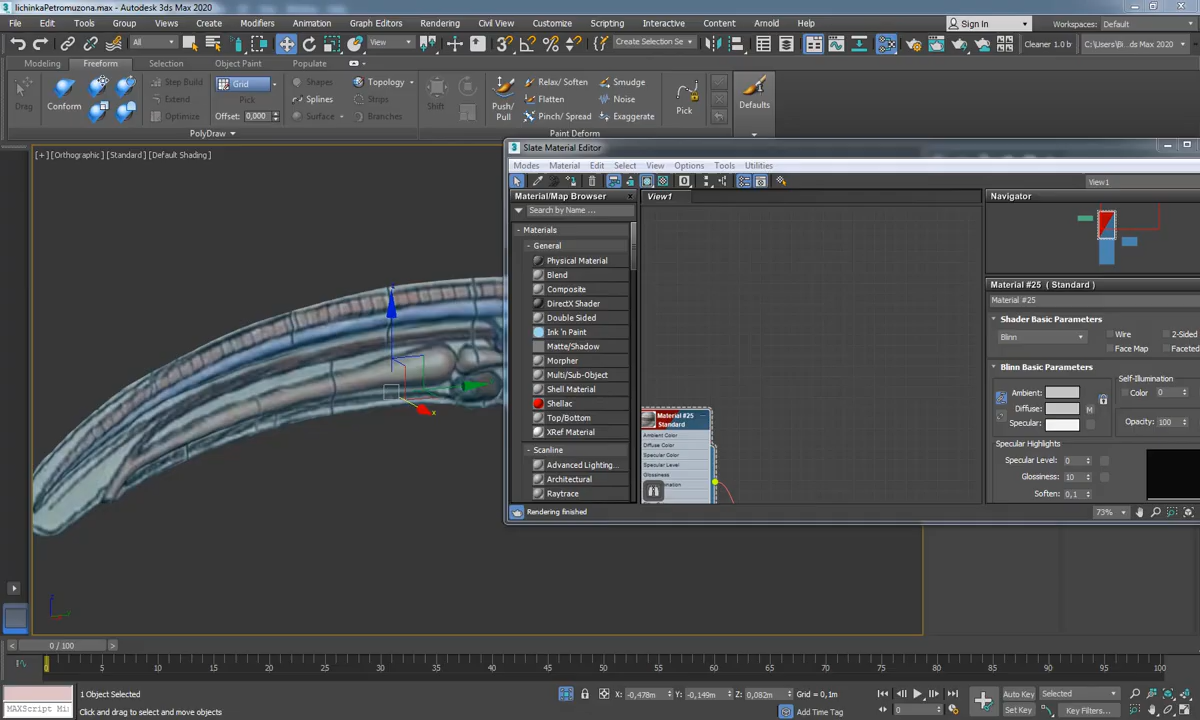 lichinkaPetromuzona.max - Autodesk 3ds Max 2020
File Edit Tools Group Views Create Modifiers Animation Graph Editors Rendering Civil View Customize Scripting Interactive Content Arnold Help Sign In Workspaces: Default
All View Create Selection Se Cleaner 1.0 b C:\Users\Bi...ds Max 2020
Modeling Freeform Selection Object Paint Populate
Drag Conform Step Build Extend Optimize Grid Pick Offset: 0,000 Shapes Splines Surface Topology Strips Branches Shift Push/Pull Relax/ Soften Flatten Pinch/ Spread Smudge Noise Exaggerate Pick Defaults
PolyDraw Paint Deform
[+] [Orthographic] [Standard] [Default Shading]
Slate Material Editor
Modes Material Edit Select View Options Tools Utilities
View1
Material/Map Browser View1 Navigator
Search by Name ...
- Materials
- General
Physical Material
Blend
Composite
DirectX Shader
Double Sided
Ink 'n Paint
Matte/Shadow
Morpher
Multi/Sub-Object
Shell Material
Shellac
Top/Bottom
XRef Material
- Scanline
Advanced Lighting...
Architectural
Raytrace
Material #25
Standard
Ambient Color
Diffuse Color
Specular Color
Specular Level
Glossiness
Material #25 ( Standard )
Material #25
Shader Basic Parameters
Blinn Wire 2-Sided
Face Map Faceted
Blinn Basic Parameters
Self-Illumination
Ambient: Color 0
Diffuse: M
Specular: Opacity: 100
Specular Highlights
Specular Level: 0
Glossiness: 10
Soften: 0,1
Rendering finished 73%
x
z
0 / 100
0 5 10 15 20 25 30 35 40 45 50 55 60 65 70 75 80 85 90 95 100
1 Object Selected X: -0,478m Y: -0,149m Z: 0,082m Grid = 0,1m Auto Key Selected
MAXScript Mi Click and drag to select and move objects Add Time Tag 0 Set Key Key Filters...